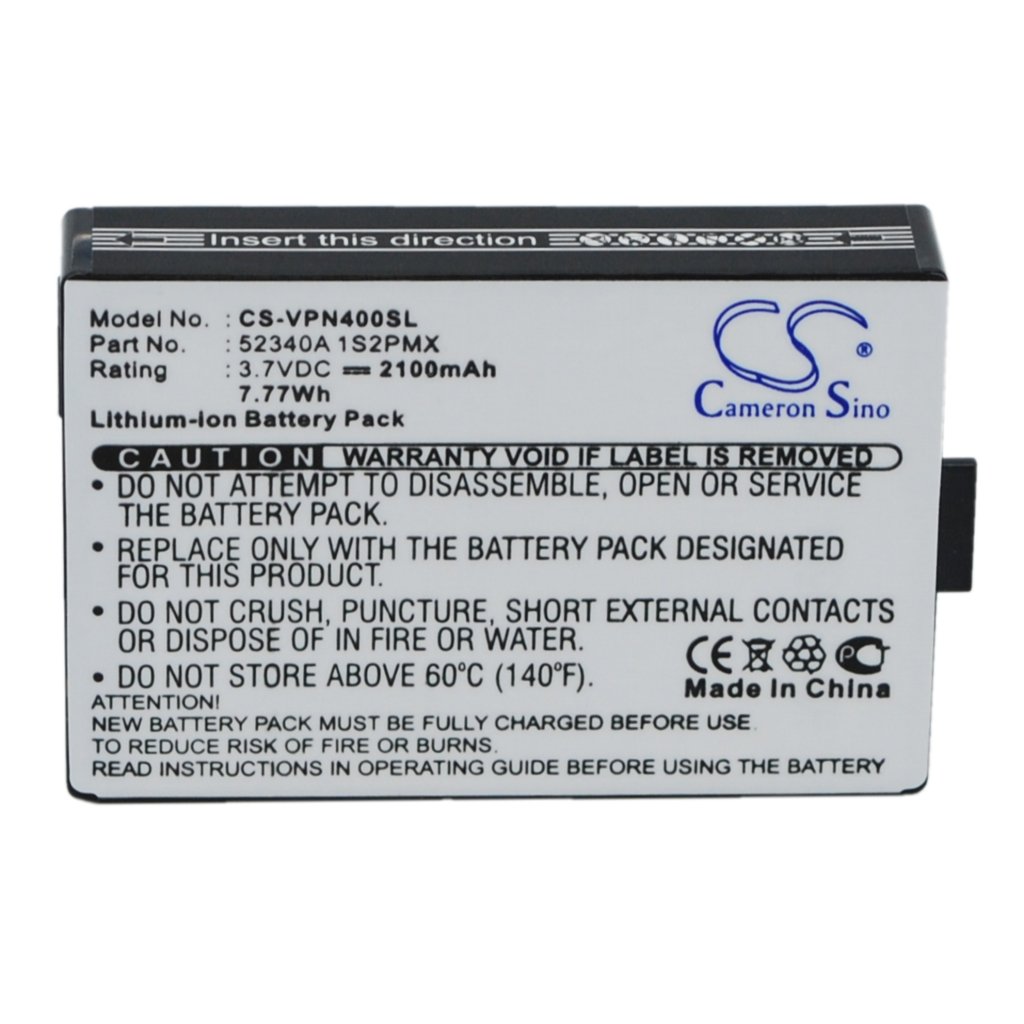 Insert this direction
Model No. : CS-VPN400SL
Part No. : 52340A 1S2PMX
Rating : 3.7VDC ⎓ 2100mAh
7.77Wh
Lithium-ion Battery Pack
CS ®
Cameron Sino
CAUTION WARRANTY VOID IF LABEL IS REMOVED
• DO NOT ATTEMPT TO DISASSEMBLE, OPEN OR SERVICE
THE BATTERY PACK.
• REPLACE ONLY WITH THE BATTERY PACK DESIGNATED
FOR THIS PRODUCT.
• DO NOT CRUSH, PUNCTURE, SHORT EXTERNAL CONTACTS
OR DISPOSE OF IN FIRE OR WATER.
• DO NOT STORE ABOVE 60°C (140°F).
CE
Made In China
ATTENTION!
NEW BATTERY PACK MUST BE FULLY CHARGED BEFORE USE.
TO REDUCE RISK OF FIRE OR BURNS.
READ INSTRUCTIONS IN OPERATING GUIDE BEFORE USING THE BATTERY